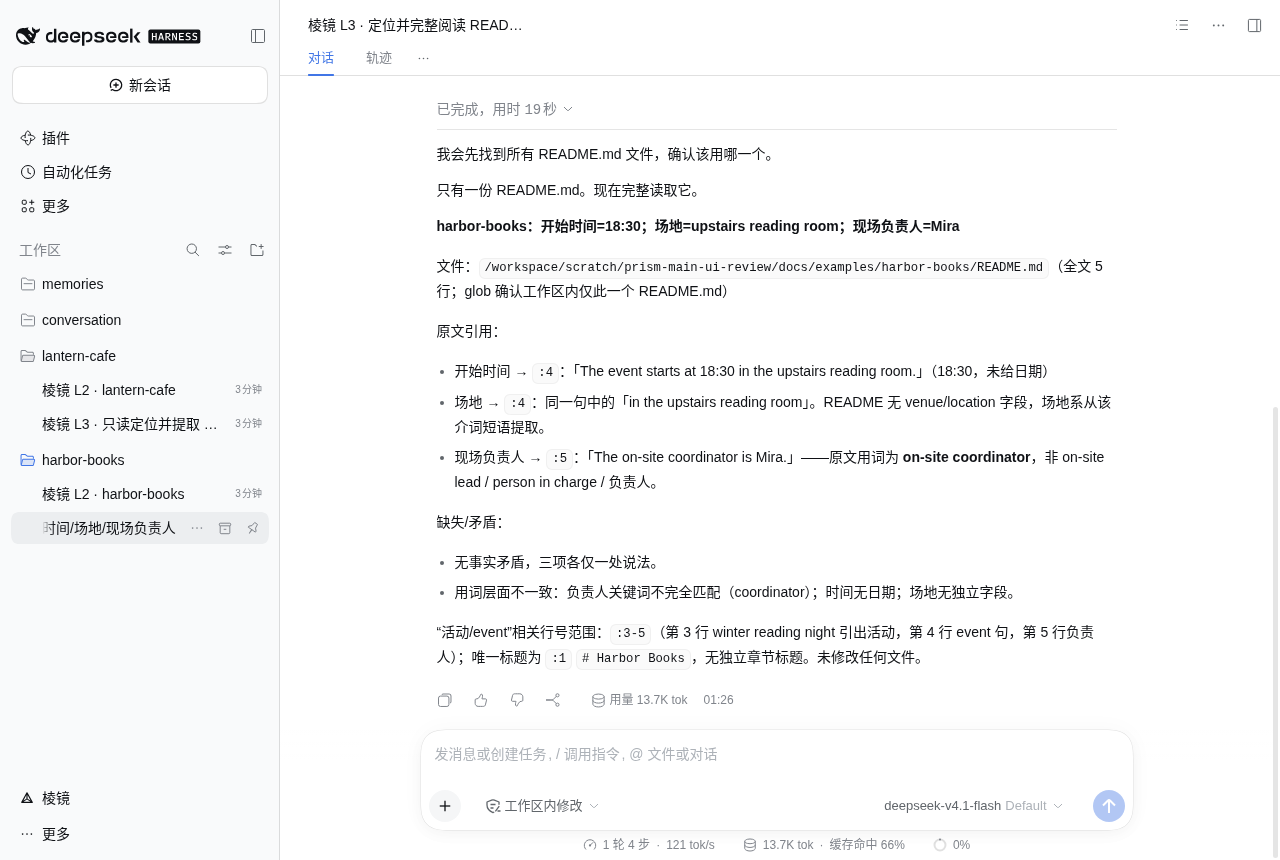 deepseek HARNESS
新会话
插件
自动化任务
更多
工作区
memories
conversation
lantern-cafe
棱镜 L2 · lantern-cafe 3分钟
棱镜 L3 · 只读定位并提取 … 3分钟
harbor-books
棱镜 L2 · harbor-books 3分钟
时间/场地/现场负责人 ···
棱镜
··· 更多
棱镜 L3 · 定位并完整阅读 READ…
对话 轨迹 ···
已完成，用时 19秒
我会先找到所有 README.md 文件，确认该用哪一个。
只有一份 README.md。现在完整读取它。
harbor-books：开始时间=18:30；场地=upstairs reading room；现场负责人=Mira
文件：/workspace/scratch/prism-main-ui-review/docs/examples/harbor-books/README.md（全文 5
行；glob 确认工作区内仅此一个 README.md）
原文引用：
• 开始时间 → :4：「The event starts at 18:30 in the upstairs reading room.」（18:30，未给日期）
• 场地 → :4：同一句中的「in the upstairs reading room」。README 无 venue/location 字段，场地系从该
介词短语提取。
• 现场负责人 → :5：「The on-site coordinator is Mira.」——原文用词为 on-site coordinator，非 on-site
lead / person in charge / 负责人。
缺失/矛盾：
• 无事实矛盾，三项各仅一处说法。
• 用词层面不一致：负责人关键词不完全匹配（coordinator）；时间无日期；场地无独立字段。
“活动/event”相关行号范围：:3-5（第 3 行 winter reading night 引出活动，第 4 行 event 句，第 5 行负责
人）；唯一标题为 :1 # Harbor Books，无独立章节标题。未修改任何文件。
用量 13.7K tok 01:26
发消息或创建任务, / 调用指令, @ 文件或对话
工作区内修改 deepseek-v4.1-flash Default
1 轮 4 步 · 121 tok/s 13.7K tok · 缓存命中 66% 0%